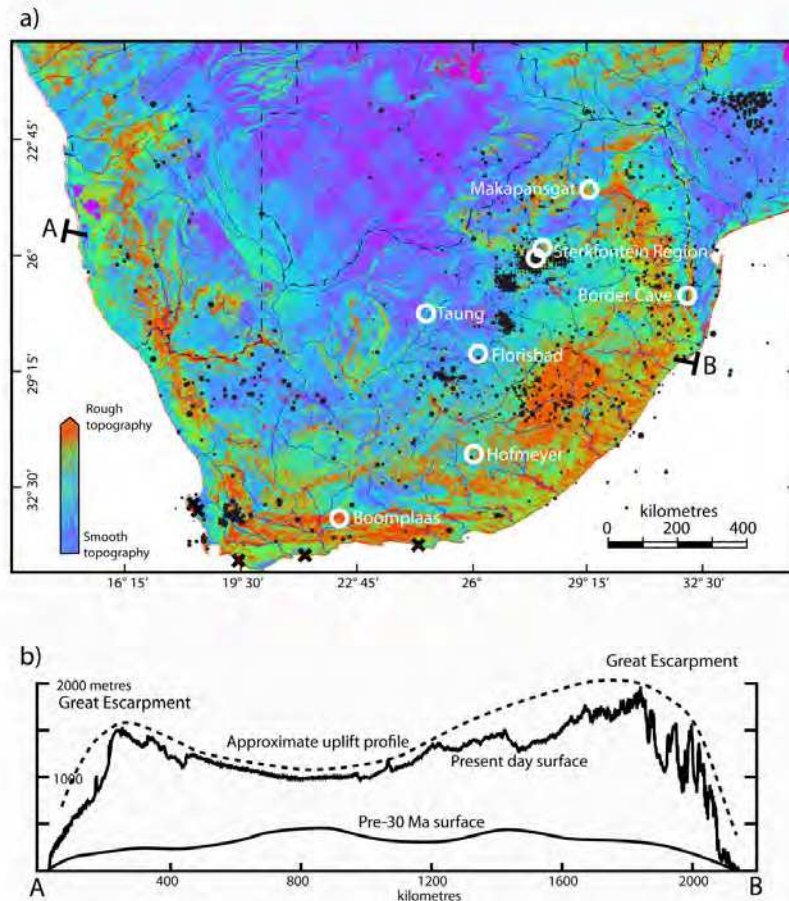 a)
22°45'
26°
29°15'
32°30'
A
Makapansgat
Sterkfontein Region
Border Cave
Taung
Florisbad
B
Rough
topography
Hofmeyer
kilometres
Boomplaas
0 200 400
Smooth
topography
16° 15' 19° 30' 22° 45' 26° 29° 15' 32° 30'
b)
Great Escarpment
2000 metres
Great Escarpment
Approximate uplift profile
Present day surface
1000
Pre-30 Ma surface
A 400 800 1200 1600 2000 B
kilometres